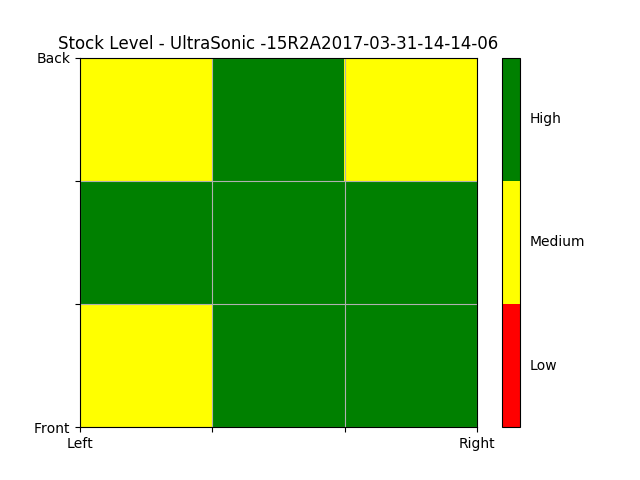 Stock Level - UltraSonic -15R2A2017-03-31-14-14-06
Back
High
Medium
Low
Front
Left
Right